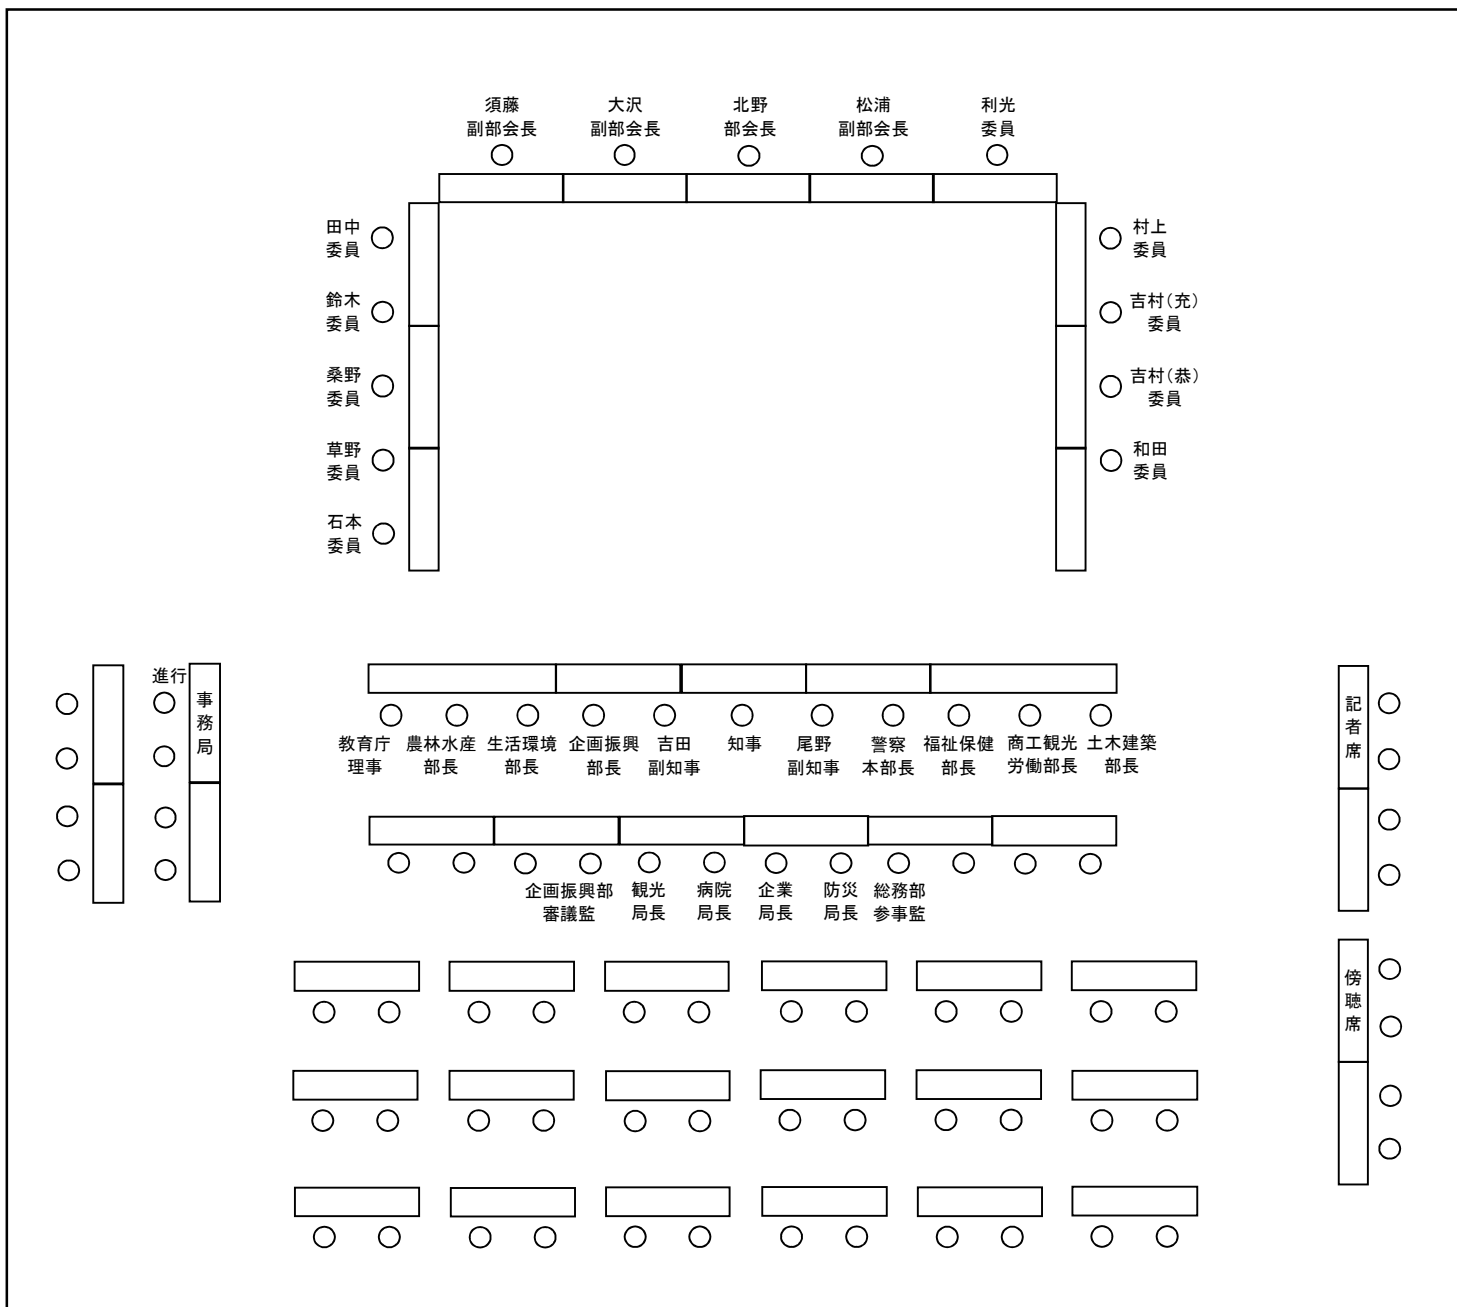 須藤
副部会長
大沢
副部会長
北野
部会長
松浦
副部会長
利光
委員
田中
委員
鈴木
委員
桑野
委員
草野
委員
石本
委員
村上
委員
吉村(充)
委員
吉村(恭)
委員
和田
委員
進行
事務局
教育庁
理事
農林水産
部長
生活環境
部長
企画振興
部長
吉田
副知事
知事
尾野
副知事
警察
本部長
福祉保健
部長
商工観光
労働部長
土木建築
部長
企画振興部
審議監
観光
局長
病院
局長
企業
局長
防災
局長
総務部
参事監
記者席
傍聴席